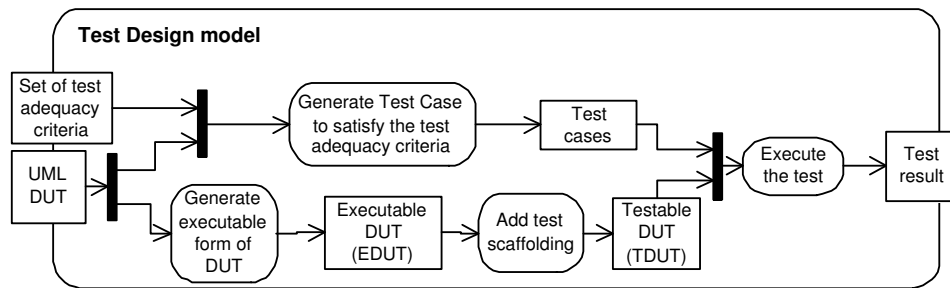 Test Design model
Set of test
adequacy
criteria
Generate Test Case
to satisfy the test
adequacy criteria
Test
cases
UML
DUT
Generate
executable
form of
DUT
Executable
DUT
(EDUT)
Add test
scaffolding
Testable
DUT
(TDUT)
Execute
the test
Test
result